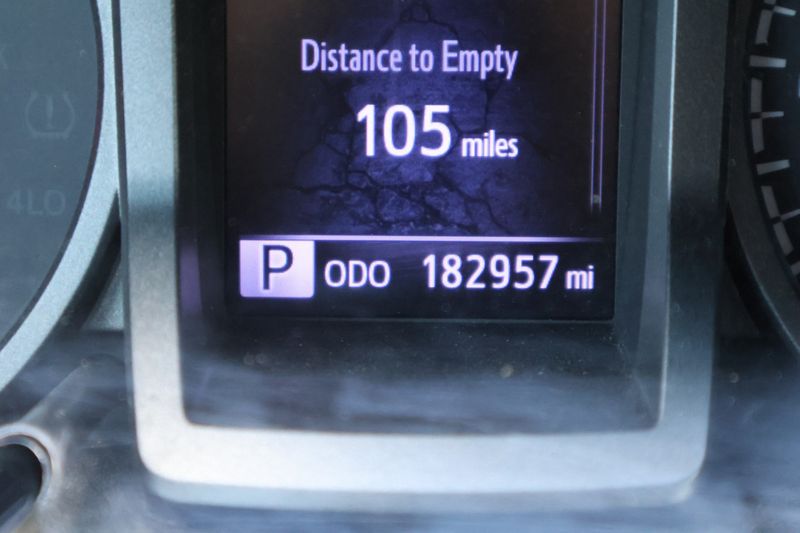 Distance to Empty
105 miles
P ODO 182957 mi
4LO